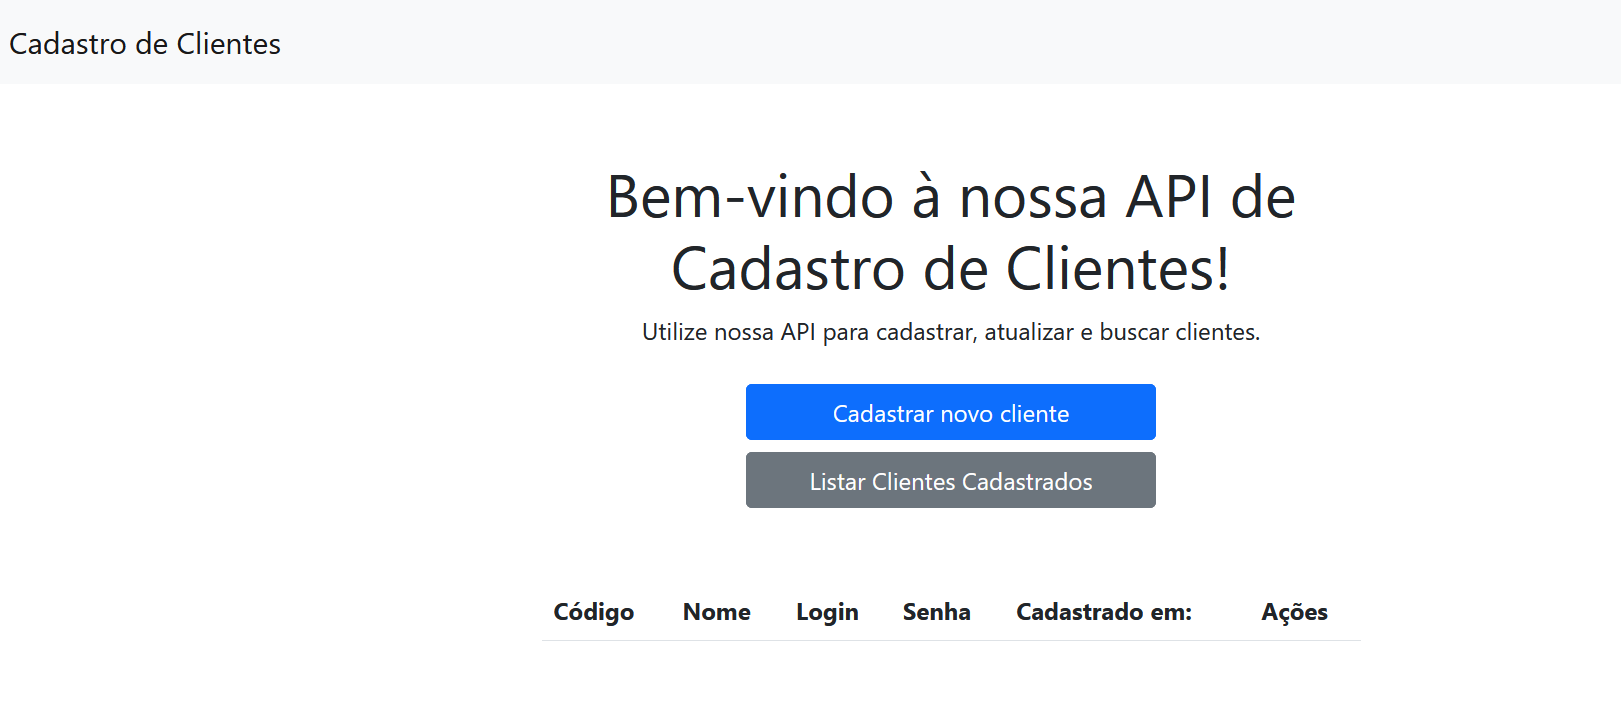 Cadastro de Clientes
Bem-vindo à nossa API de
Cadastro de Clientes!
Utilize nossa API para cadastrar, atualizar e buscar clientes.
Cadastrar novo cliente
Listar Clientes Cadastrados
Código Nome Login Senha Cadastrado em: Ações